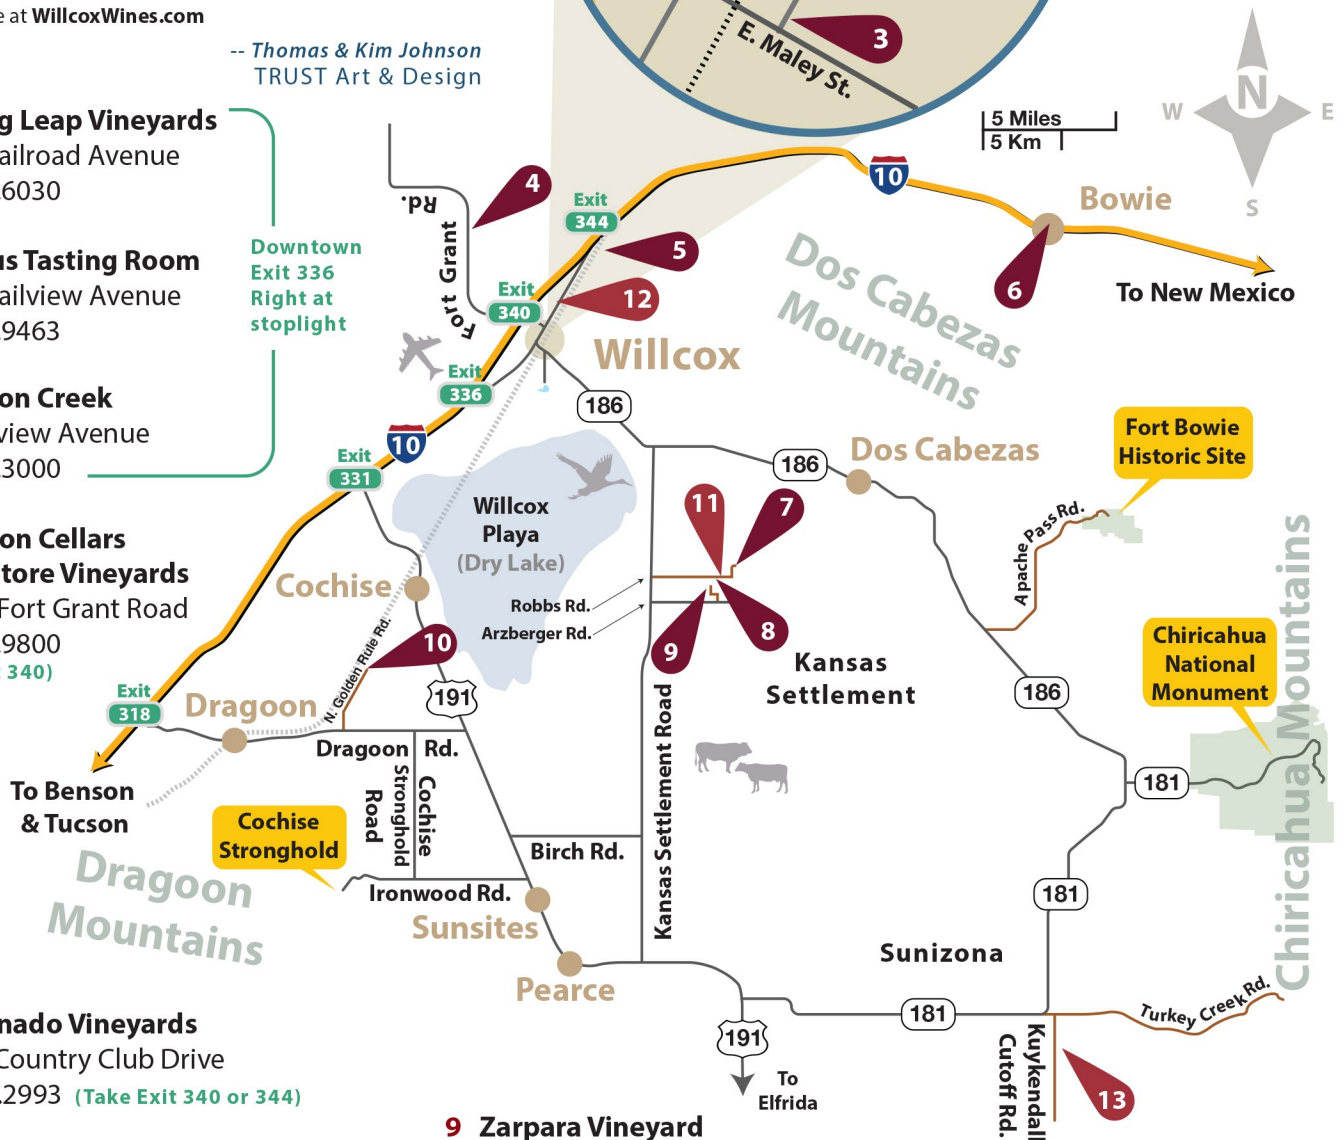 e at WillcoxWines.com
-- Thomas & Kim Johnson
TRUST Art & Design
g Leap Vineyards
ailroad Avenue
6030
us Tasting Room
ailview Avenue
.9463
on Creek
view Avenue
.3000
Downtown
Exit 336
Right at
stoplight
on Cellars
tore Vineyards
Fort Grant Road
.9800
340)
nado Vineyards
Country Club Drive
.2993 (Take Exit 340 or 344)
3
E. Maley St.
5 Miles
5 Km
N
W
E
S
4
Fort Grant
Rd.
Exit
344
5
Exit
340
12
Exit
336
10
Exit
331
Exit
318
10
Bowie
6
To New Mexico
Dos Cabezas
Mountains
Willcox
186
186
Dos Cabezas
Fort Bowie
Historic Site
Apache Pass Rd.
Willcox
Playa
(Dry Lake)
11
7
Robbs Rd.
Arzberger Rd.
9
8
Kansas
Settlement
Cochise
N. Golden Rule Rd.
10
191
Dragoon
Dragoon Rd.
To Benson
& Tucson
Cochise
Stronghold
Road
Cochise
Stronghold
Ironwood Rd.
Birch Rd.
Kansas Settlement Road
Dragoon
Mountains
Sunsites
Pearce
186
Chiricahua
National
Monument
181
Chiricahua Mountains
181
Sunizona
181
191
To
Elfrida
Turkey Creek Rd.
Kuykendall
Cutoff Rd.
13
9 Zarpara Vineyard